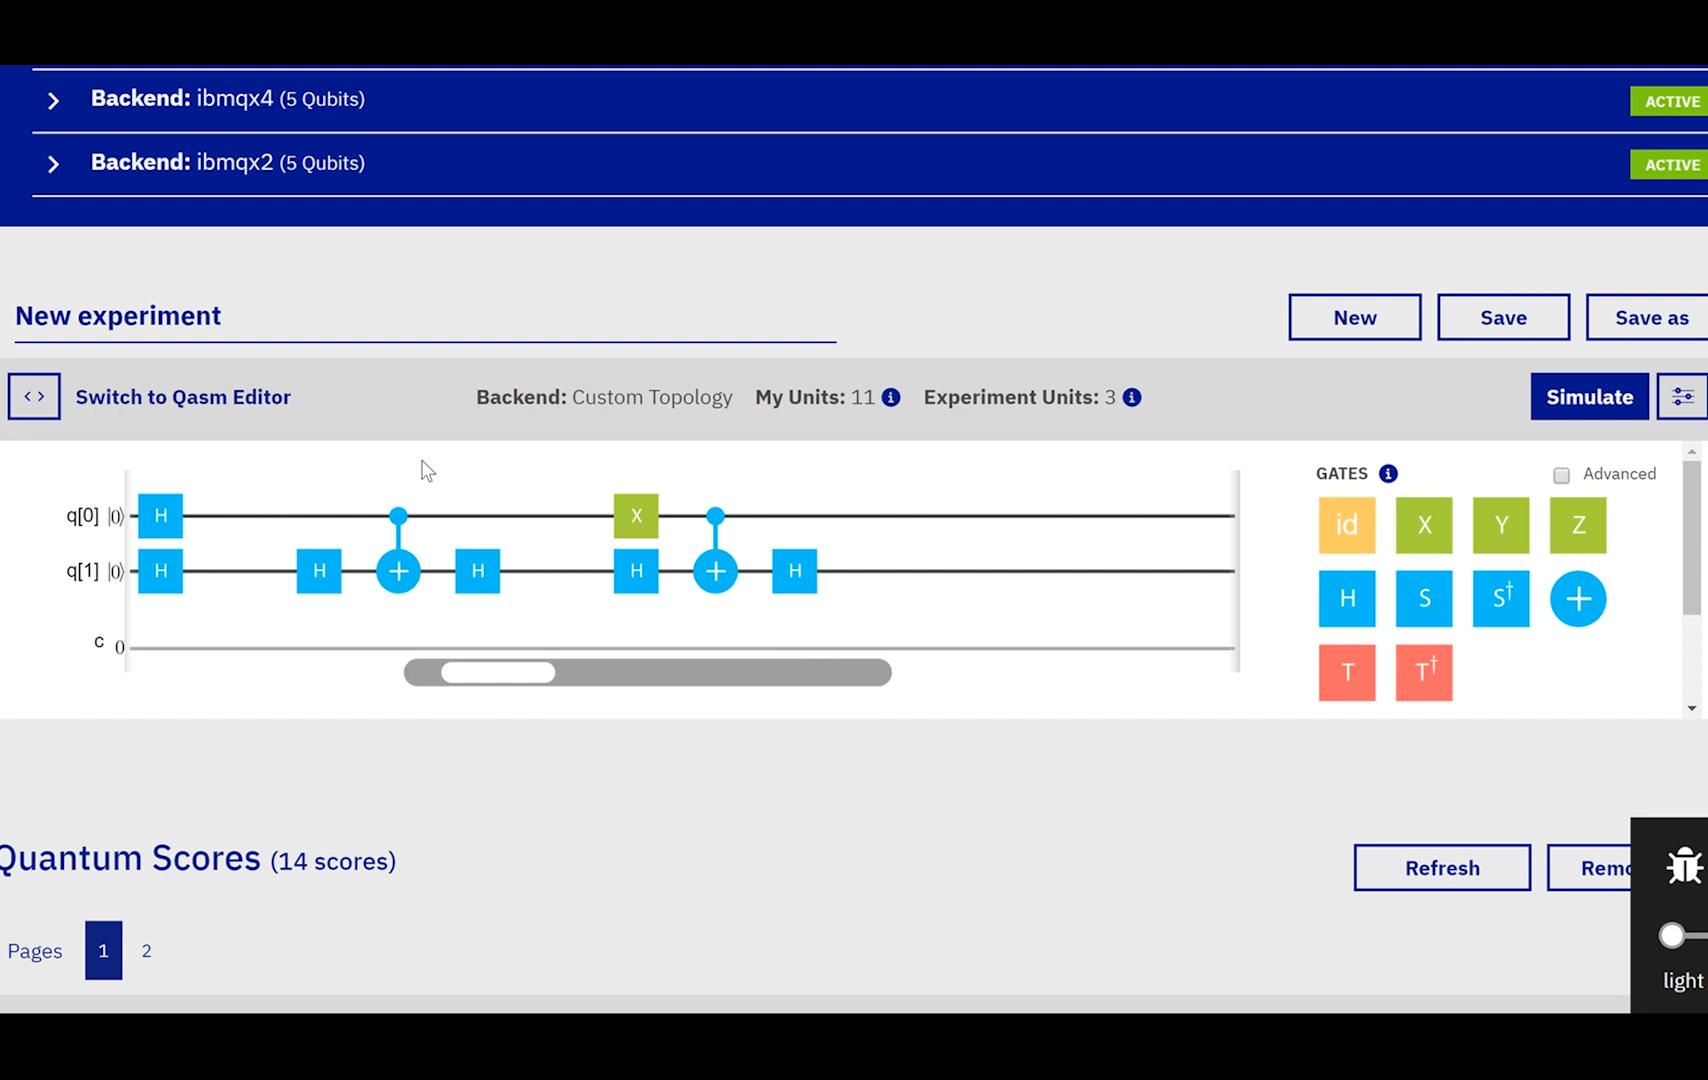 Backend: ibmqx4 (5 Qubits)
ACTIVE
Backend: ibmqx2 (5 Qubits)
ACTIVE
New experiment
New
Save
Save as
<> Switch to Qasm Editor
Backend: Custom Topology
My Units: 11 i
Experiment Units: 3 i
Simulate
GATES i
Advanced
q[0] |0⟩ H X
q[1] |0⟩ H H + H H + H
c 0
id X Y Z
H S S† +
T T†
Quantum Scores (14 scores)
Refresh
Pages 1 2
light